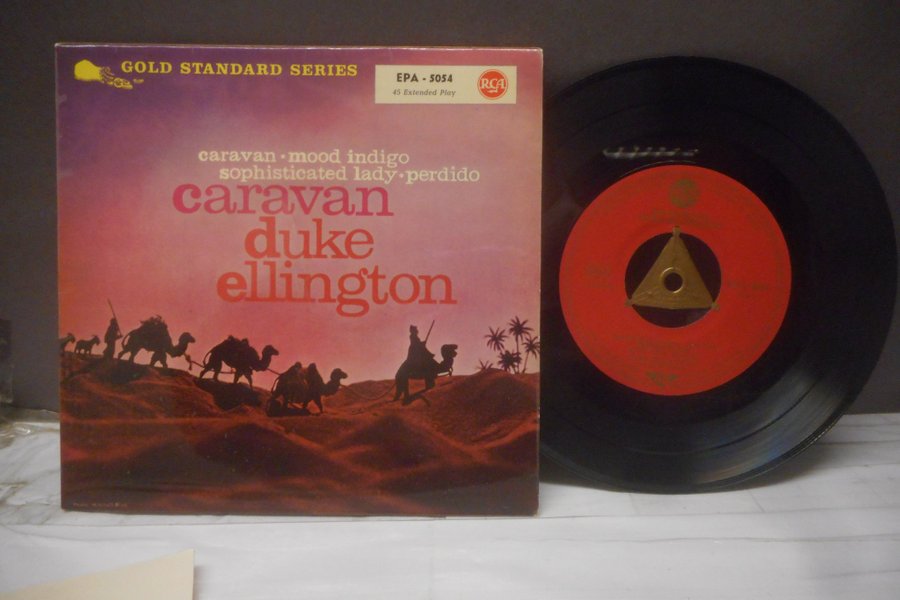 GOLD STANDARD SERIES
EPA - 5054
45 Extended Play
RCA
caravan • mood indigo
sophisticated lady • perdido
caravan
duke
ellington